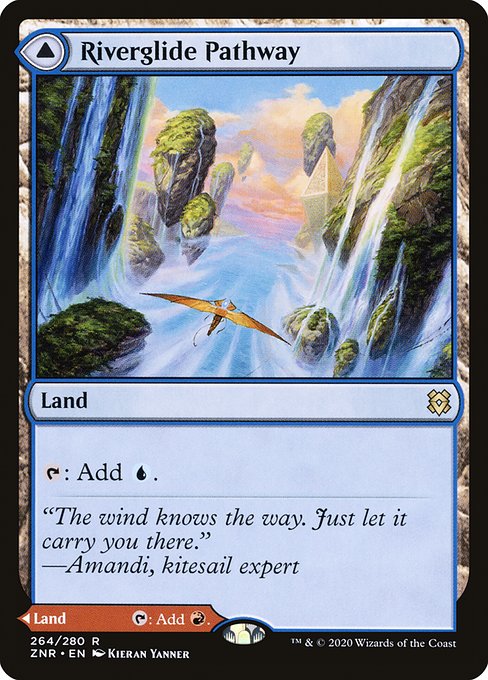 Riverglide Pathway
Land
: Add .
“The wind knows the way. Just let it
carry you there.”
—Amandi, kitesail expert
Land : Add .
264/280 R
ZNR • EN Kieran Yanner
™ & © 2020 Wizards of the Coast